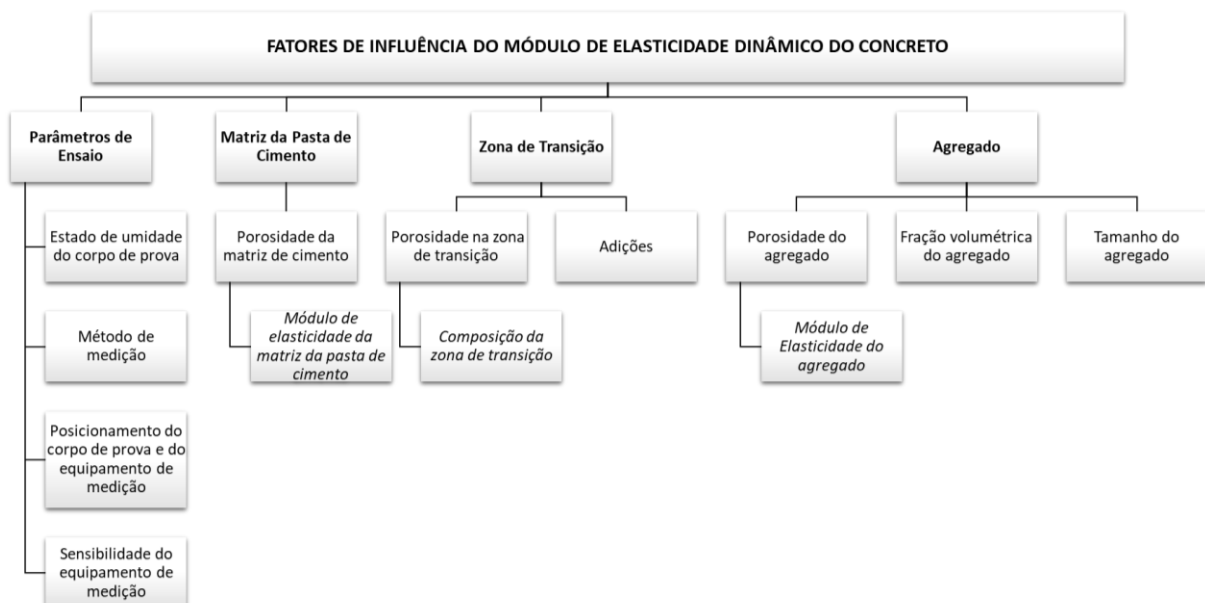 FATORES DE INFLUÊNCIA DO MÓDULO DE ELASTICIDADE DINÂMICO DO CONCRETO
Parâmetros de
Ensaio
Estado de umidade
do corpo de prova
Método de
medição
Posicionamento do
corpo de prova e do
equipamento de
medição
Sensibilidade do
equipamento de
medição
Matriz da Pasta de
Cimento
Porosidade da
matriz de cimento
Módulo de
elasticidade da
matriz da pasta de
cimento
Zona de Transição
Porosidade na zona
de transição
Composição da
zona de transição
Adições
Agregado
Porosidade do
agregado
Módulo de
Elasticidade do
agregado
Fração volumétrica
do agregado
Tamanho do
agregado